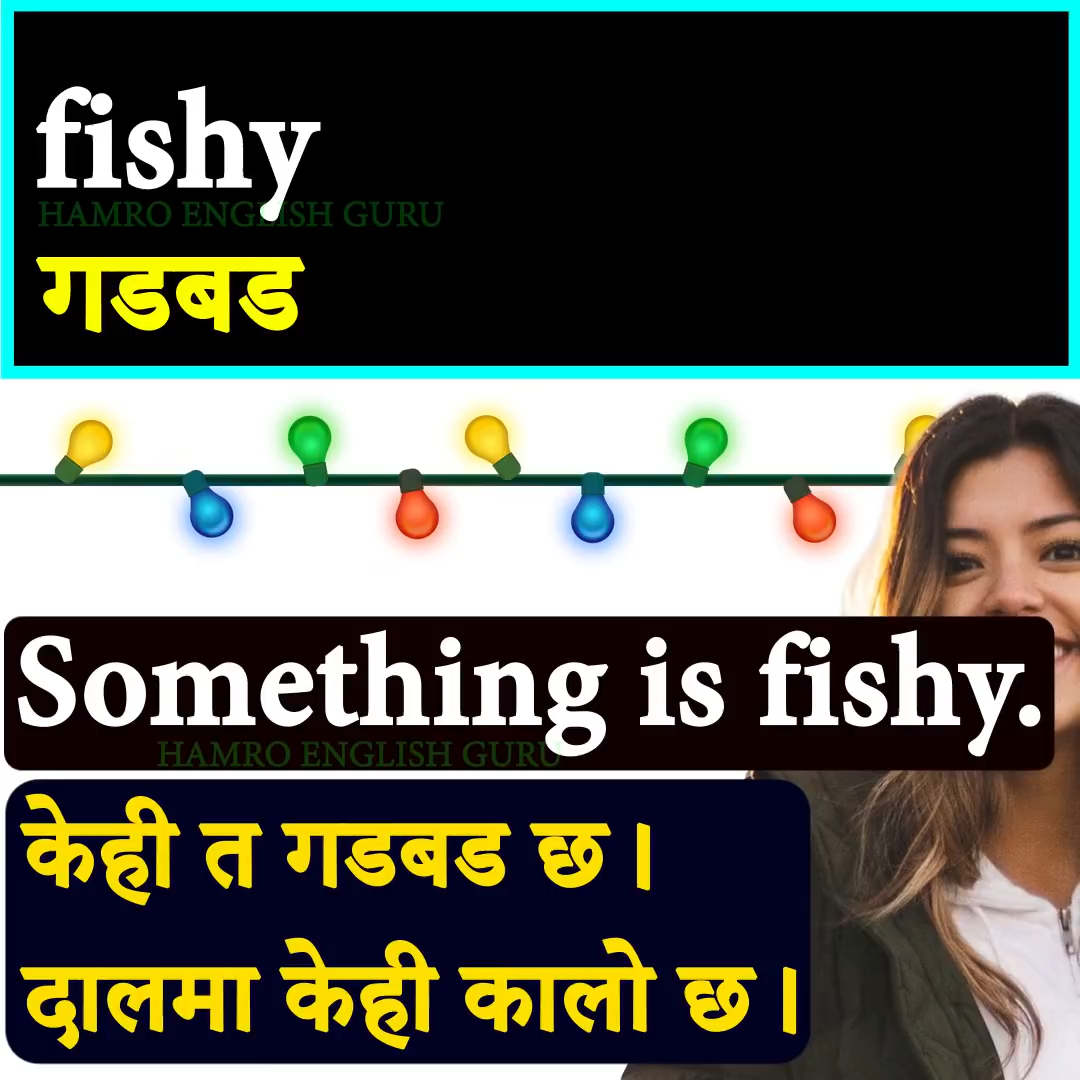 fishy
HAMRO ENGLISH GURU
गडबड
Something is fishy.
HAMRO ENGLISH GURU
केही त गडबड छ।
दालमा केही कालो छ।